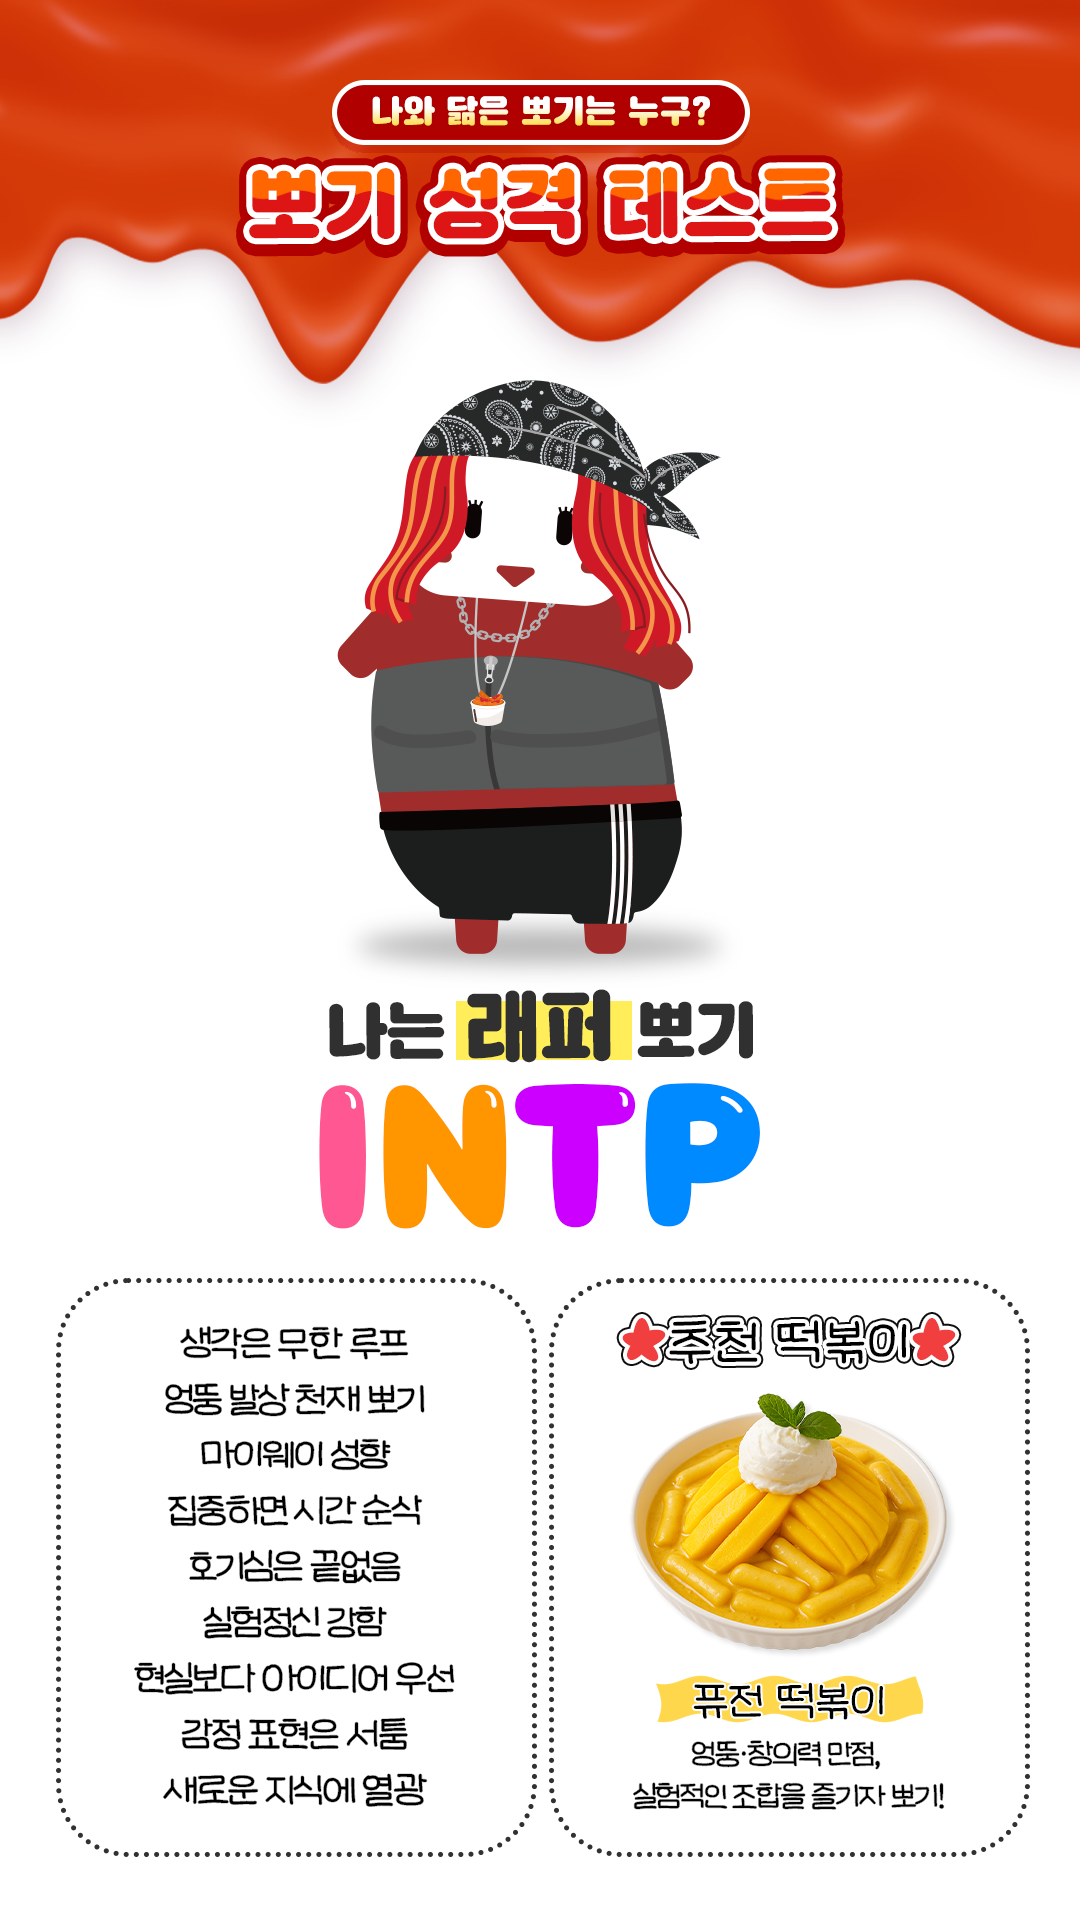 나와 닮은 뽀기는 누구?
뽀기 성격 테스트
나는 래퍼 뽀기
INTP
생각은 무한 루프
엉뚱 발상 천재 뽀기
마이웨이 성향
집중하면 시간 순삭
호기심은 끝없음
실험정신 강함
현실보다 아이디어 우선
감정 표현은 서툼
새로운 지식에 열광
추천 떡볶이
퓨전 떡볶이
엉뚱·창의력 만점,
실험적인 조합을 즐기자 뽀기!